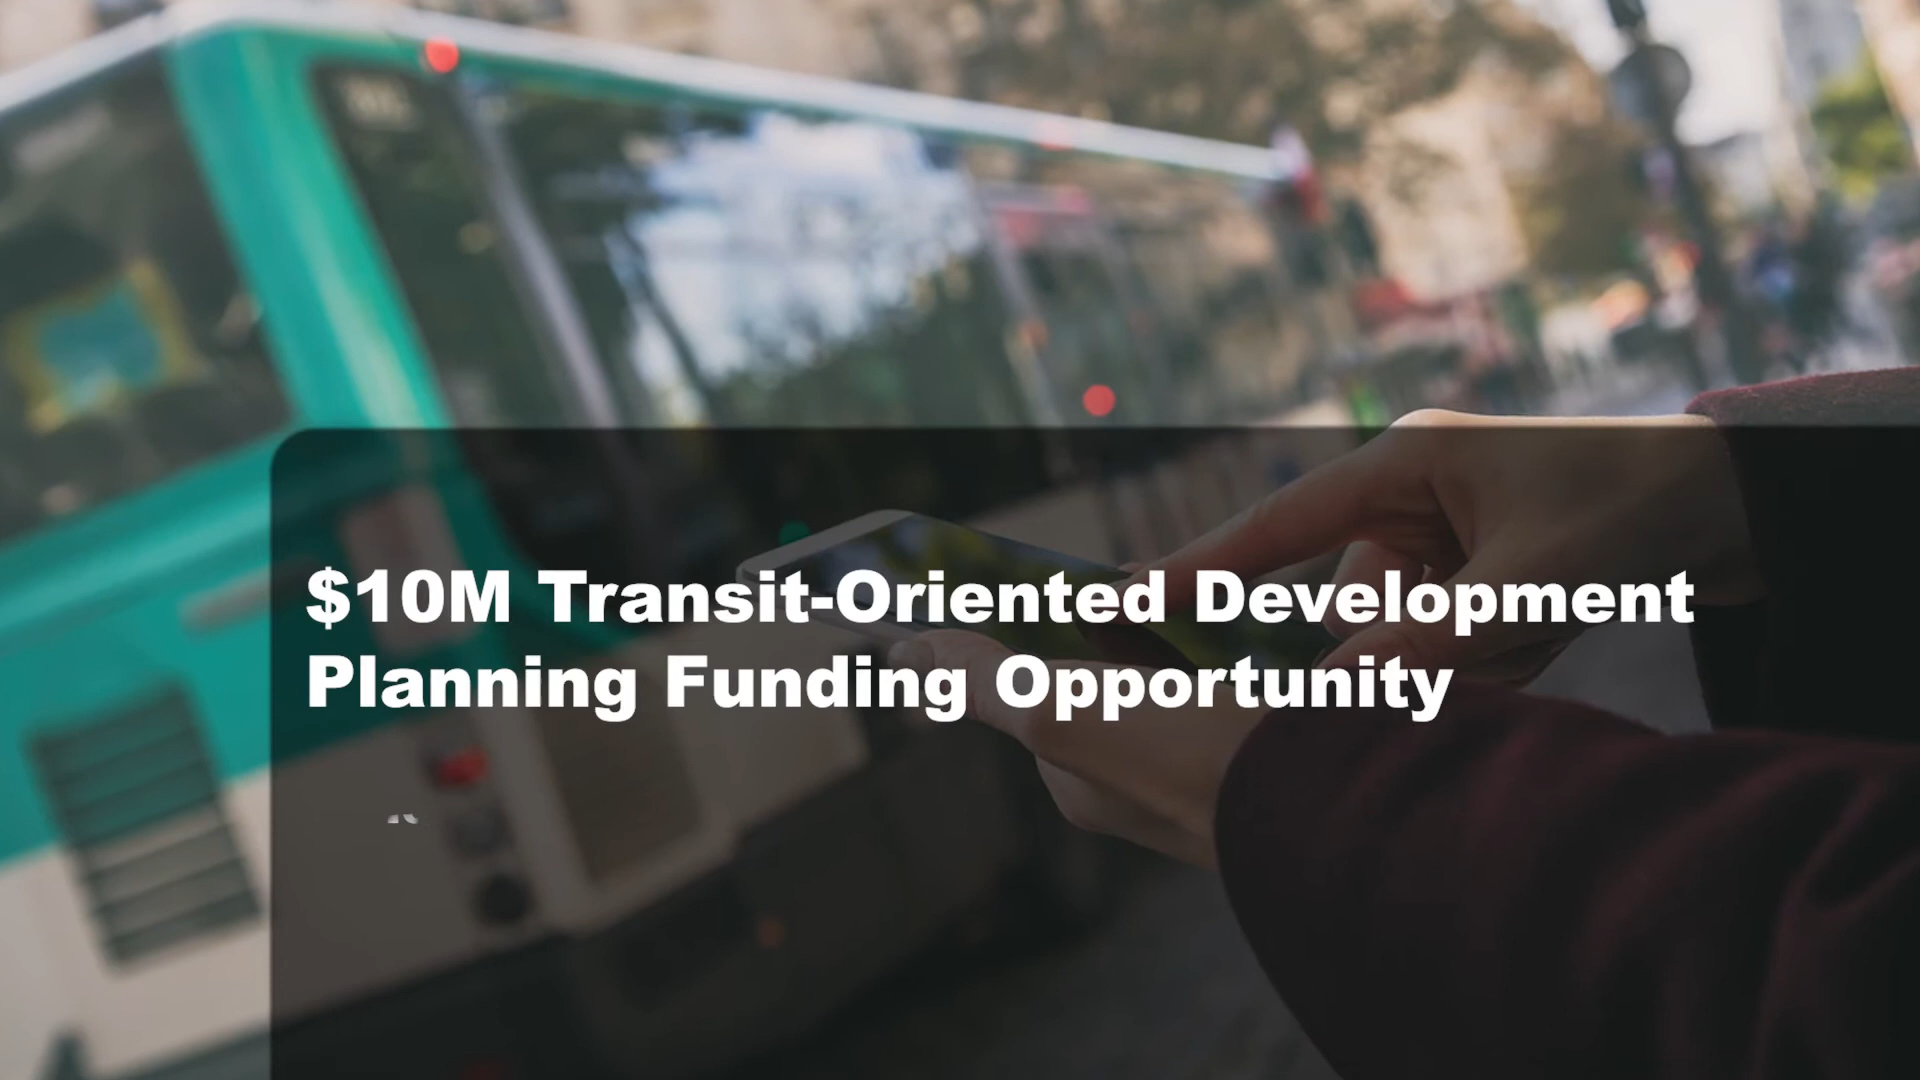 $10M Transit-Oriented Development
Planning Funding Opportunity